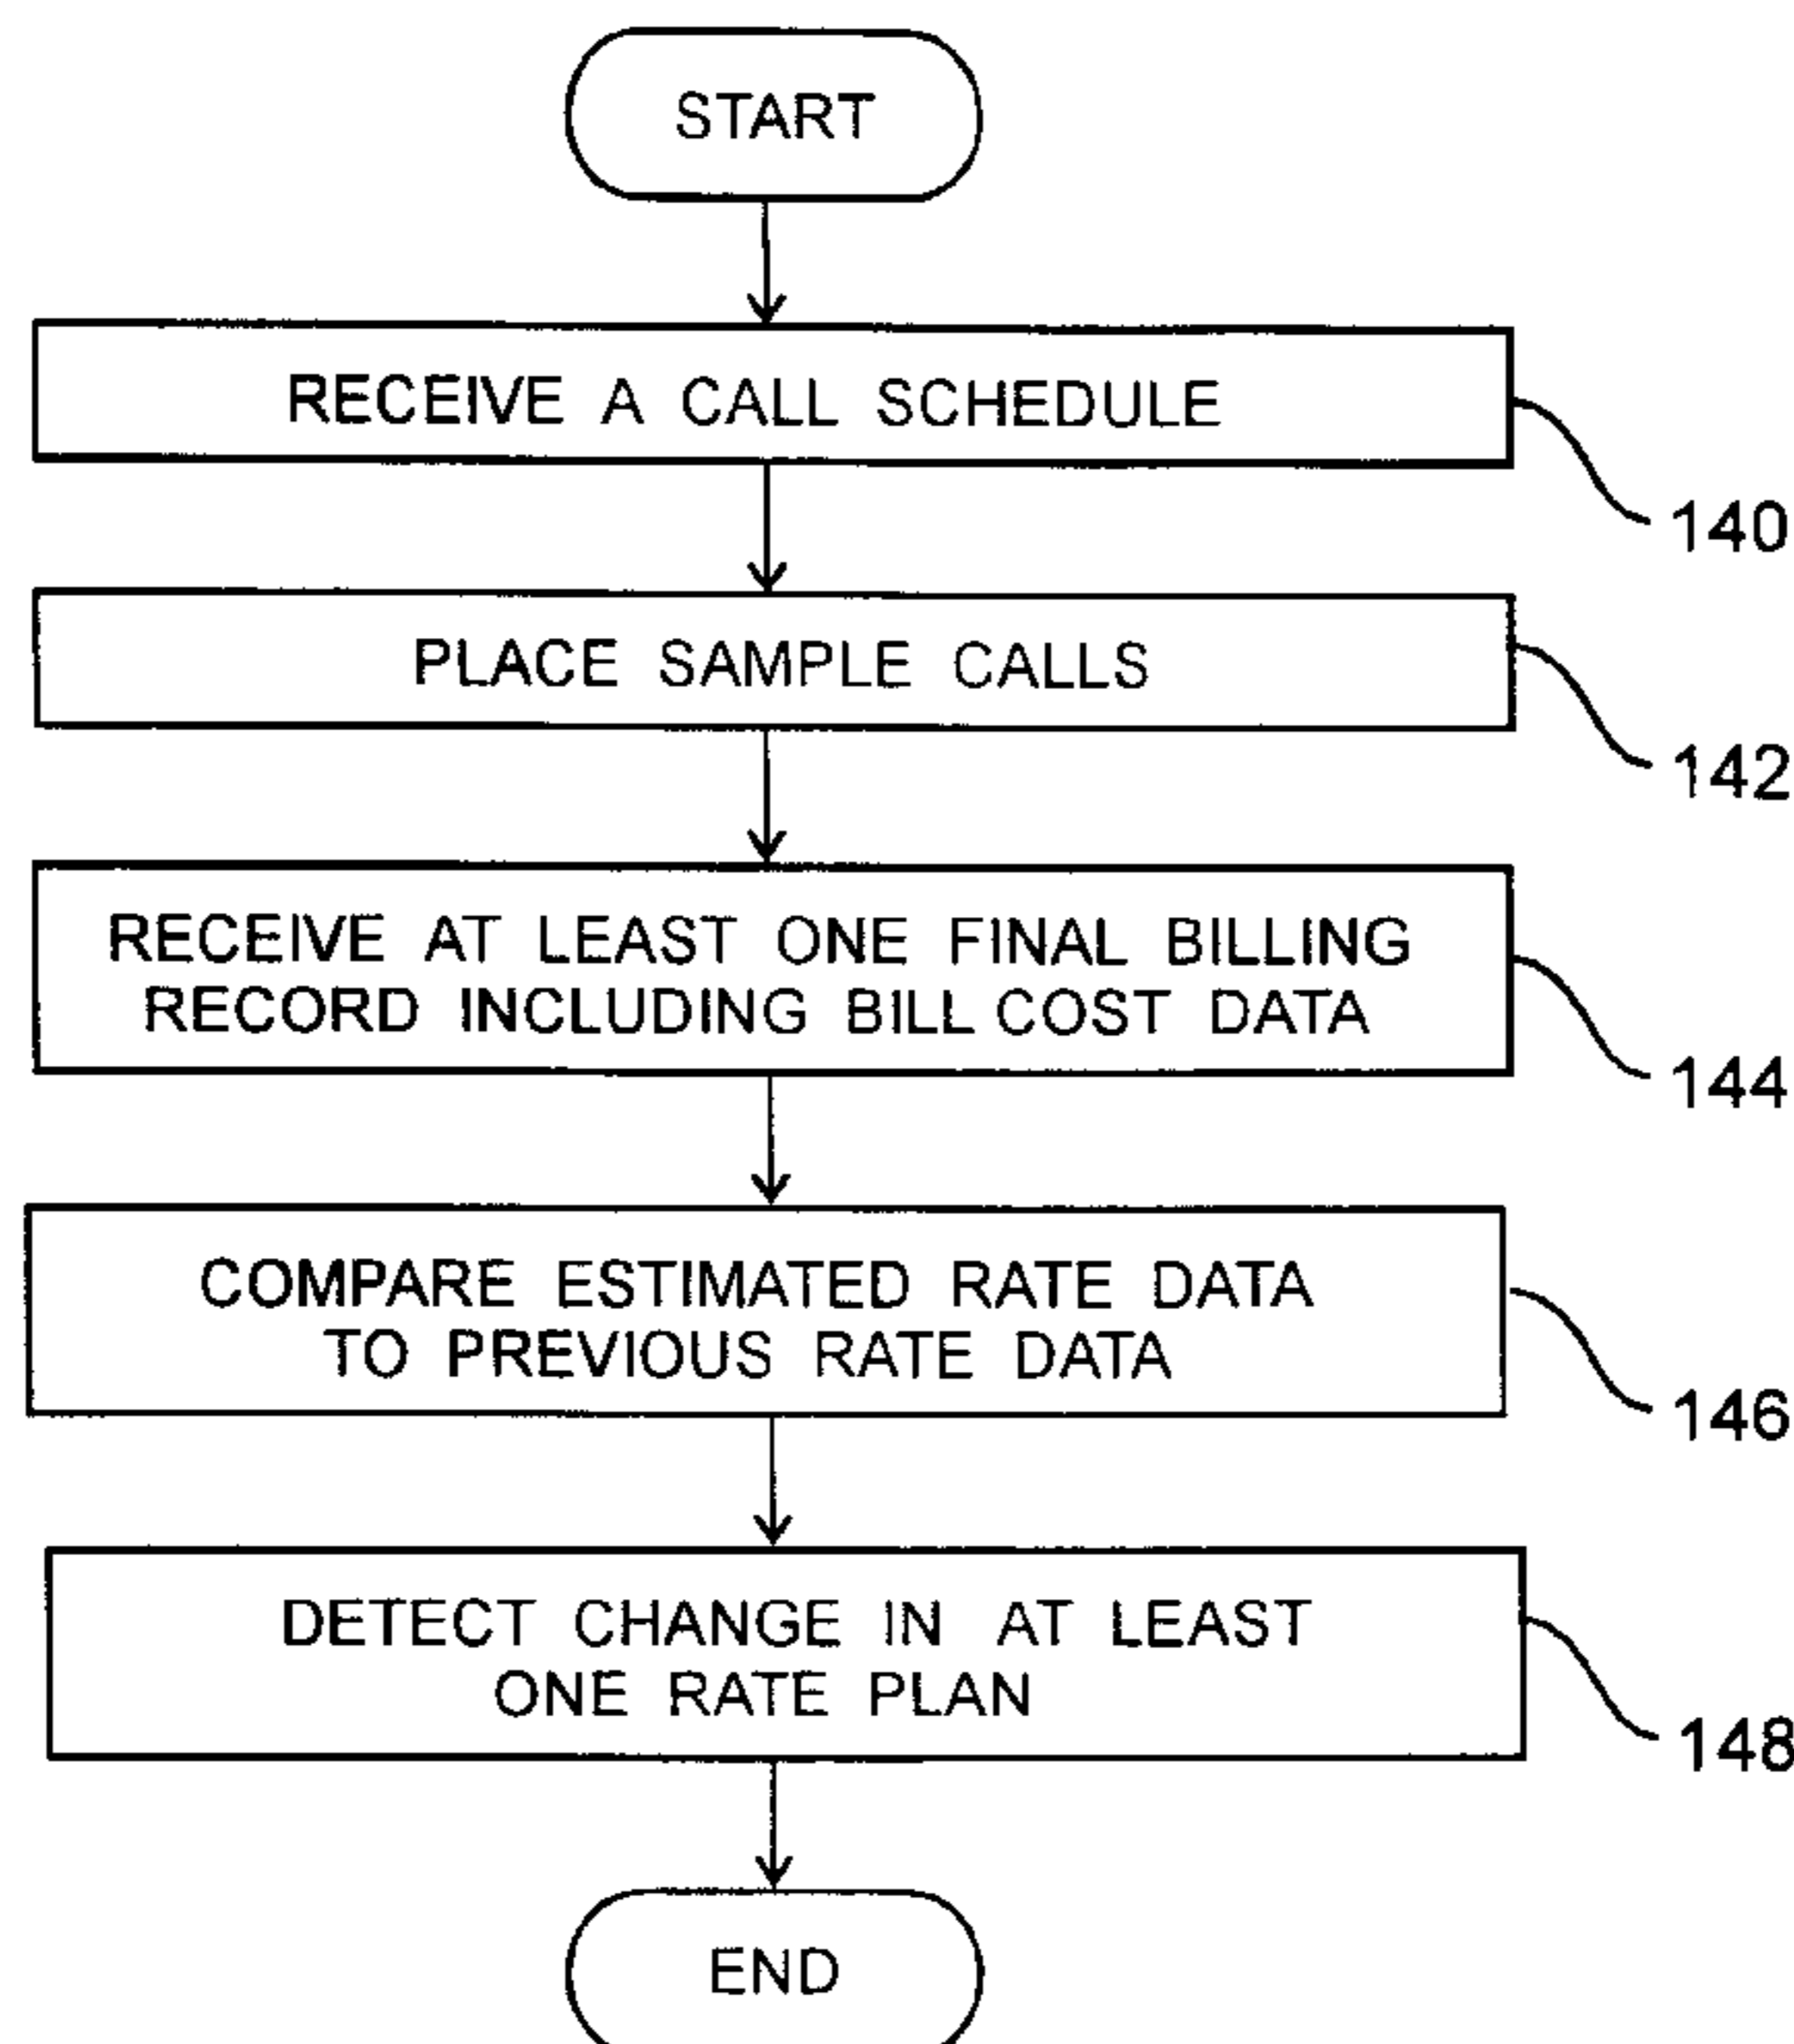 START
RECEIVE A CALL SCHEDULE
140
PLACE SAMPLE CALLS
142
RECEIVE AT LEAST ONE FINAL BILLING
RECORD INCLUDING BILL COST DATA
144
COMPARE ESTIMATED RATE DATA
TO PREVIOUS RATE DATA
146
DETECT CHANGE IN AT LEAST
ONE RATE PLAN
148
END